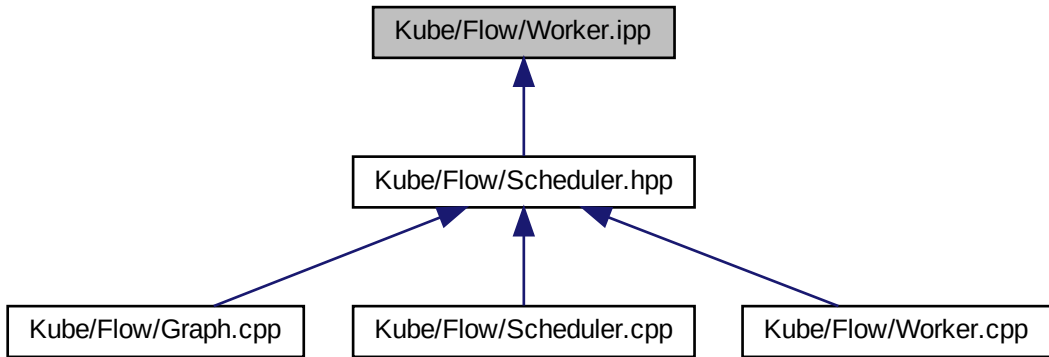 Kube/Flow/Worker.ipp
Kube/Flow/Scheduler.hpp
Kube/Flow/Graph.cpp
Kube/Flow/Scheduler.cpp
Kube/Flow/Worker.cpp